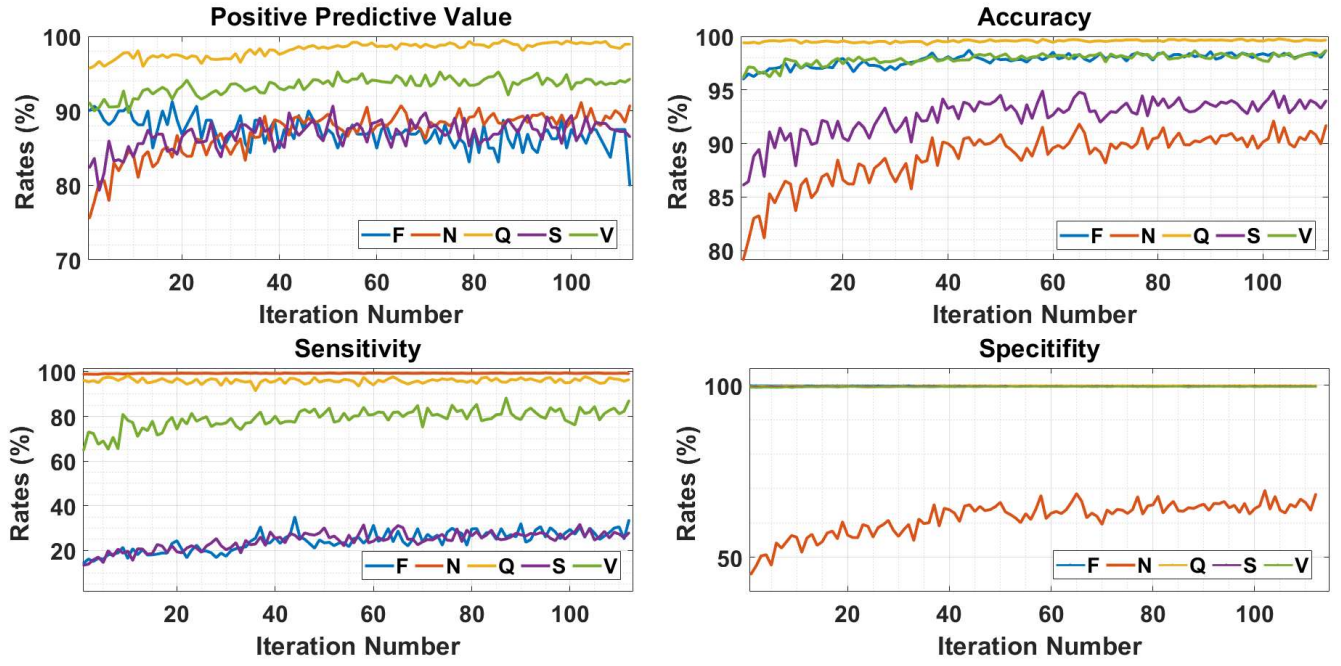 Positive Predictive Value
100
90
80
70
Rates (%)
F N Q S V
20 40 60 80 100
Iteration Number
Accuracy
100
95
90
85
80
Rates (%)
F N Q S V
20 40 60 80 100
Iteration Number
Sensitivity
100
80
60
40
20
Rates (%)
F N Q S V
20 40 60 80 100
Iteration Number
Specitifity
100
50
Rates (%)
F N Q S V
20 40 60 80 100
Iteration Number